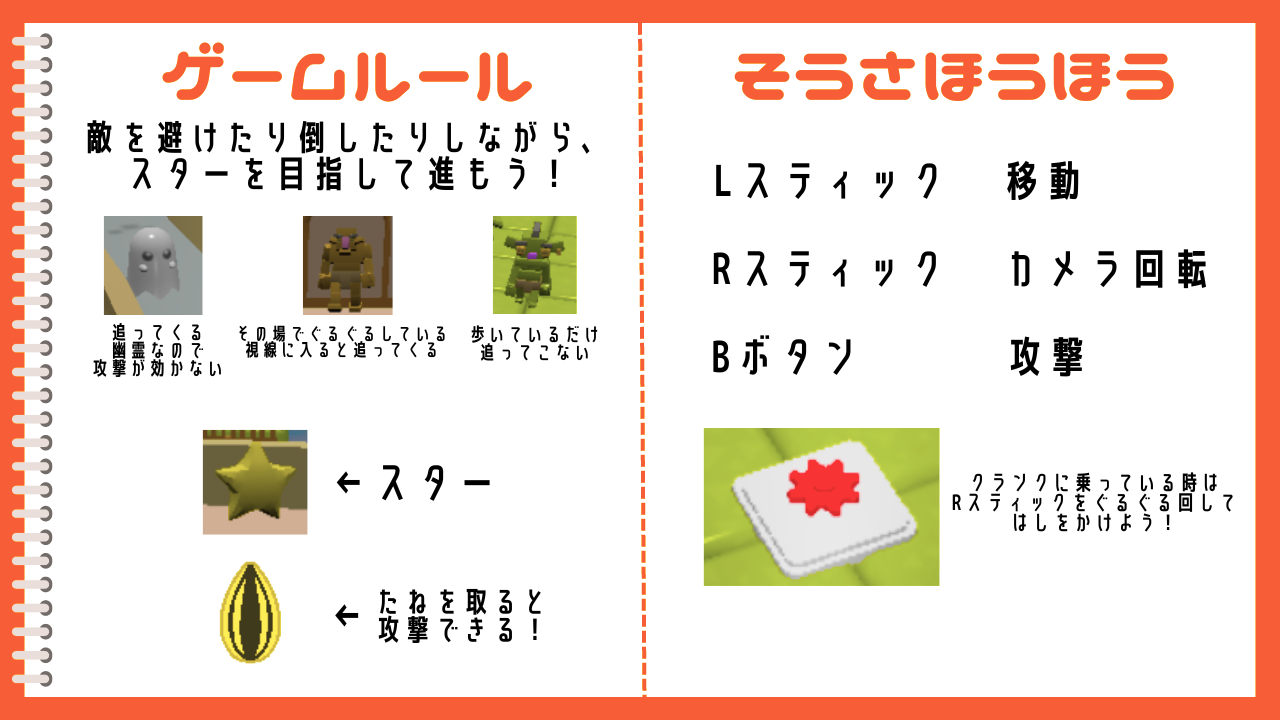 ゲームルール
敵を避けたり倒したりしながら、
スターを目指して進もう！
追ってくる
幽霊なので
攻撃が効かない
その場でぐるぐるしている
視線に入ると追ってくる
歩いているだけ
追ってこない
←スター
←たねを取ると
攻撃できる！
そうさほうほう
Lスティック 移動
Rスティック カメラ回転
Bボタン 攻撃
クランクに乗っている時は
Rスティックをぐるぐる回して
はしをかけよう！